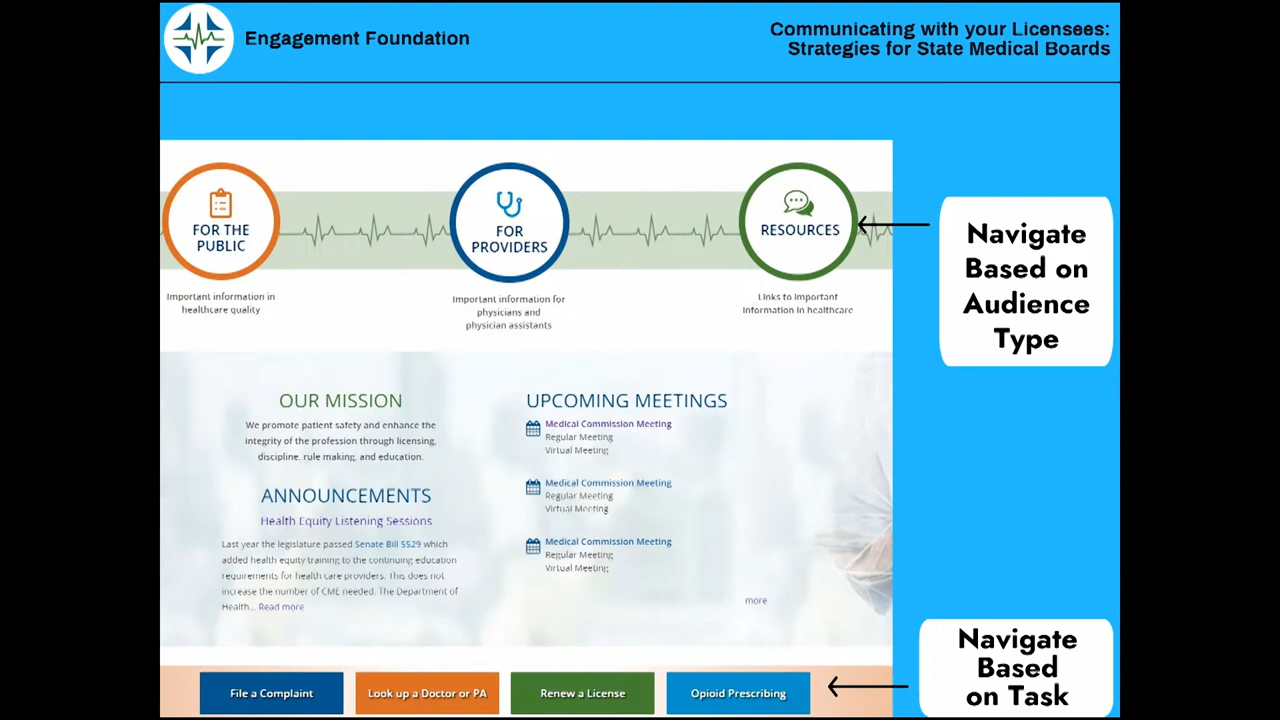 Engagement Foundation
Communicating with your Licensees:
Strategies for State Medical Boards
FOR THE
PUBLIC
FOR
PROVIDERS
RESOURCES
Important information in
healthcare quality
Important information for
physicians and
physician assistants
Links to important
information in healthcare
Navigate
Based on
Audience
Type
OUR MISSION
We promote patient safety and enhance the
integrity of the profession through licensing,
discipline, rule making, and education.
ANNOUNCEMENTS
Health Equity Listening Sessions
Last year the legislature passed Senate Bill 5529 which
added health equity training to the continuing education
requirements for health care providers. This does not
increase the number of CME needed. The Department of
Health... Read more
UPCOMING MEETINGS
Medical Commission Meeting
Regular Meeting
Virtual Meeting
Medical Commission Meeting
Regular Meeting
Virtual Meeting
Medical Commission Meeting
Regular Meeting
Virtual Meeting
more
File a Complaint
Look up a Doctor or PA
Renew a License
Opioid Prescribing
Navigate
Based
on Task